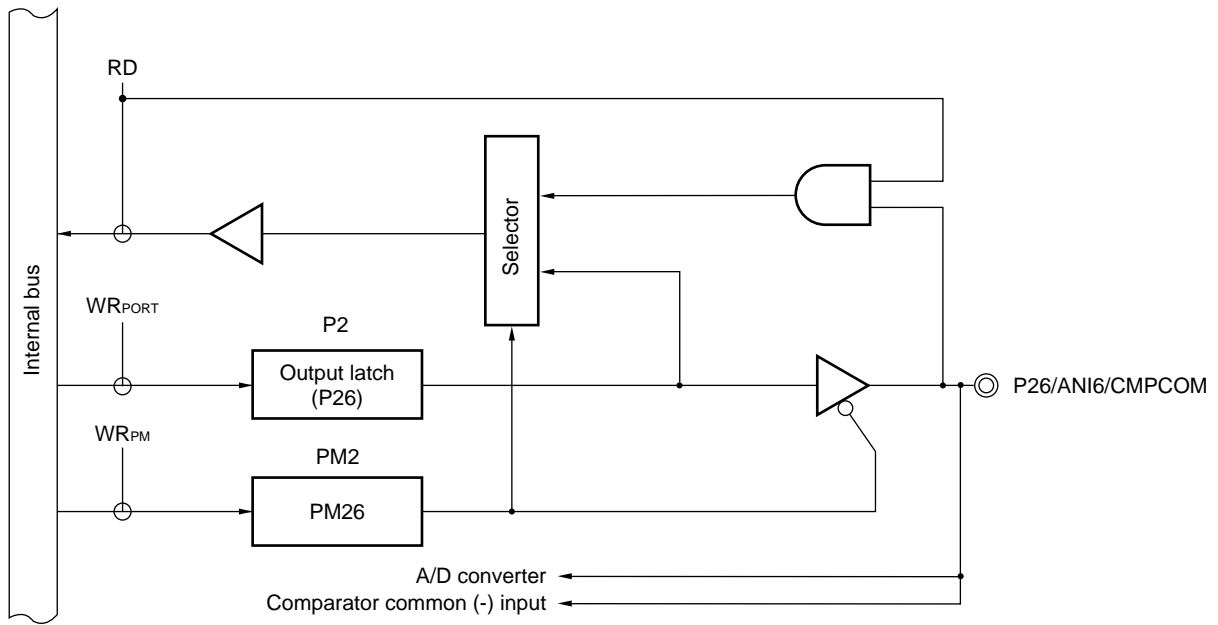 RD
Internal bus
Selector
WRPORT
P2
Output latch
(P26)
P26/ANI6/CMPCOM
WRPM
PM2
PM26
A/D converter
Comparator common (-) input